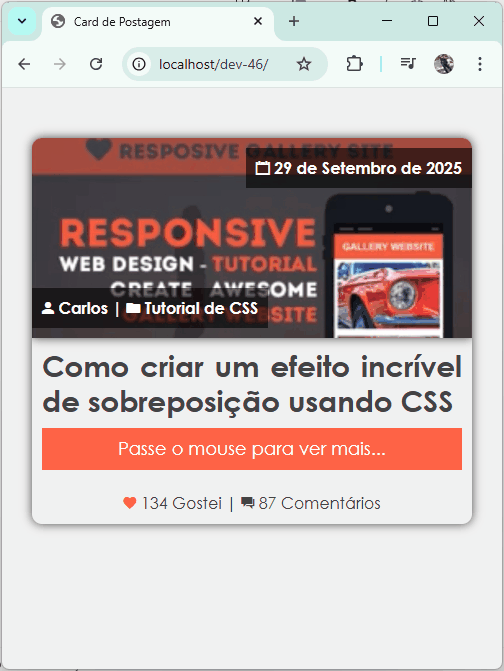 Card de Postagem
localhost/dev-46/
RESPOSIVE GALLERY SITE
29 de Setembro de 2025
RESPONSIVE
WEB DESIGN - TUTORIAL
CREATE AWESOME
GALLERY WEBSITE
GALLERY WEBSITE
Carlos | Tutorial de CSS
Como criar um efeito incrível
de sobreposição usando CSS
Passe o mouse para ver mais...
134 Gostei | 87 Comentários